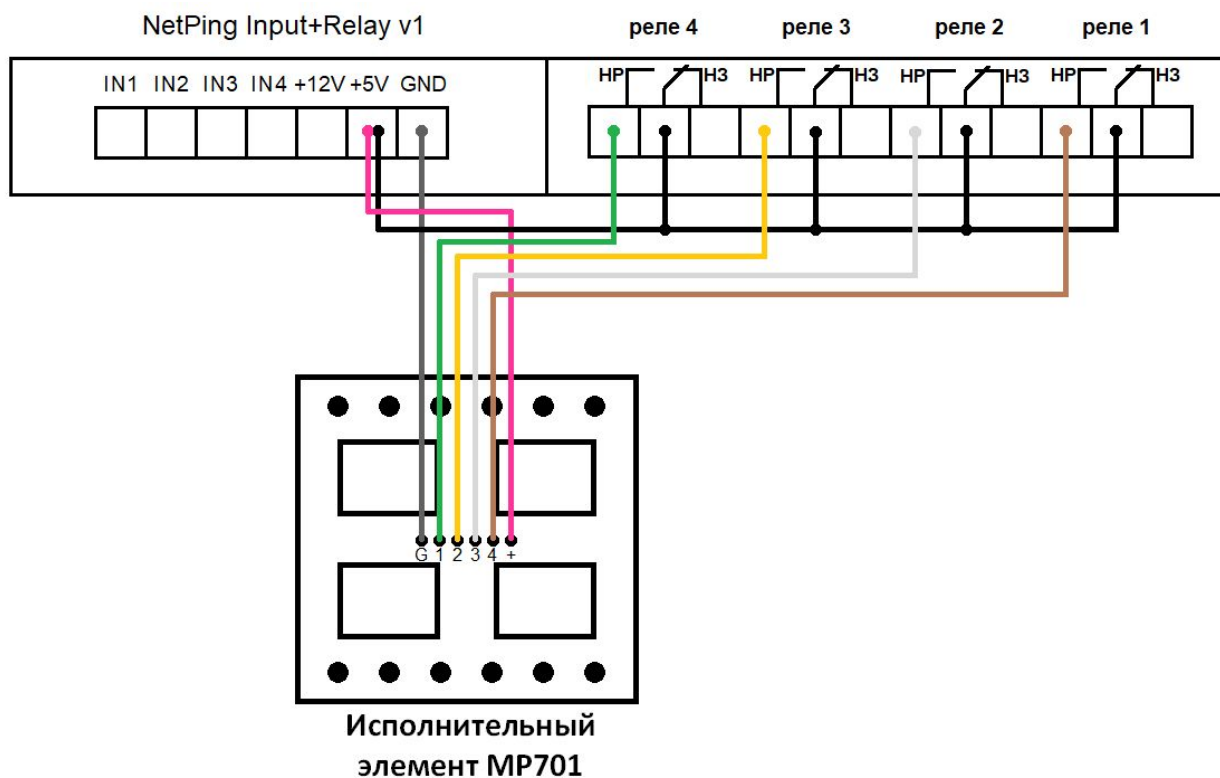 NetPing Input+Relay v1
реле 4 реле 3 реле 2 реле 1
IN1 IN2 IN3 IN4 +12V +5V GND
НР НЗ НР НЗ НР НЗ НР НЗ
G 1 2 3 4 +
Исполнительный
элемент MP701